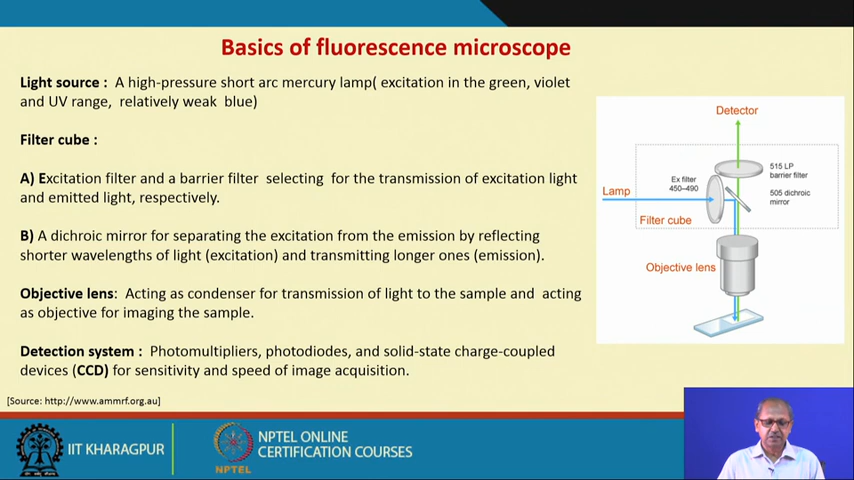 Basics of fluorescence microscope
Light source : A high-pressure short arc mercury lamp( excitation in the green, violet
and UV range, relatively weak blue)
Filter cube :
A) Excitation filter and a barrier filter selecting for the transmission of excitation light
and emitted light, respectively.
B) A dichroic mirror for separating the excitation from the emission by reflecting
shorter wavelengths of light (excitation) and transmitting longer ones (emission).
Objective lens: Acting as condenser for transmission of light to the sample and acting
as objective for imaging the sample.
Detection system : Photomultipliers, photodiodes, and solid-state charge-coupled
devices (CCD) for sensitivity and speed of image acquisition.
[Source: http://www.ammrf.org.au]
Detector
515 LP
barrier filter
Ex filter
450–490
Lamp
505 dichroic
mirror
Filter cube
Objective lens
IIT KHARAGPUR
NPTEL
NPTEL ONLINE
CERTIFICATION COURSES